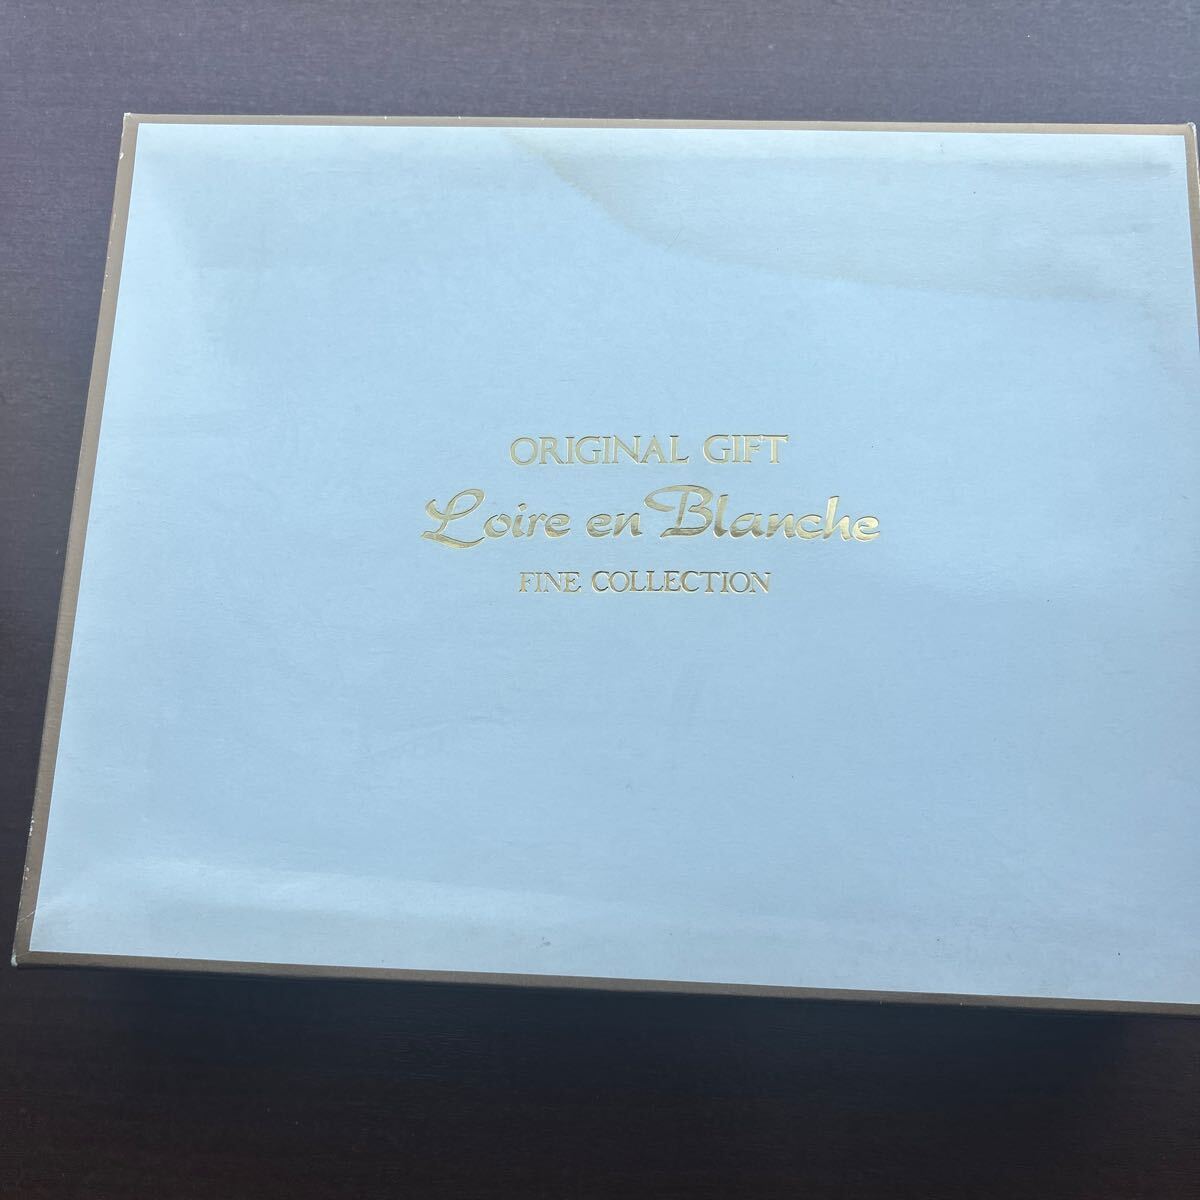 ORIGINAL GIFT
Loire en Blanche
FINE COLLECTION